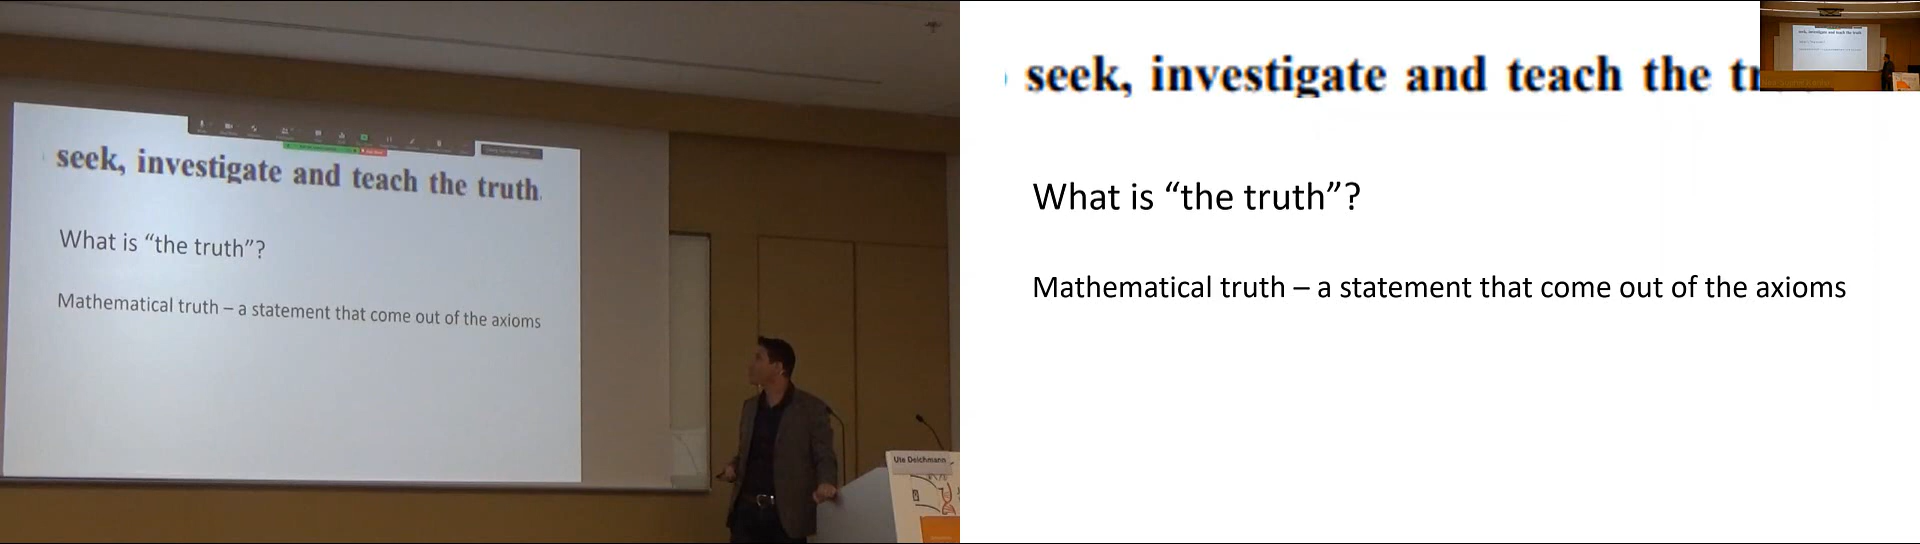 seek, investigate and teach the truth
What is “the truth”?
Mathematical truth – a statement that come out of the axioms
Ute Deichmann
seek, investigate and teach the
What is “the truth”?
Mathematical truth – a statement that come out of the axioms